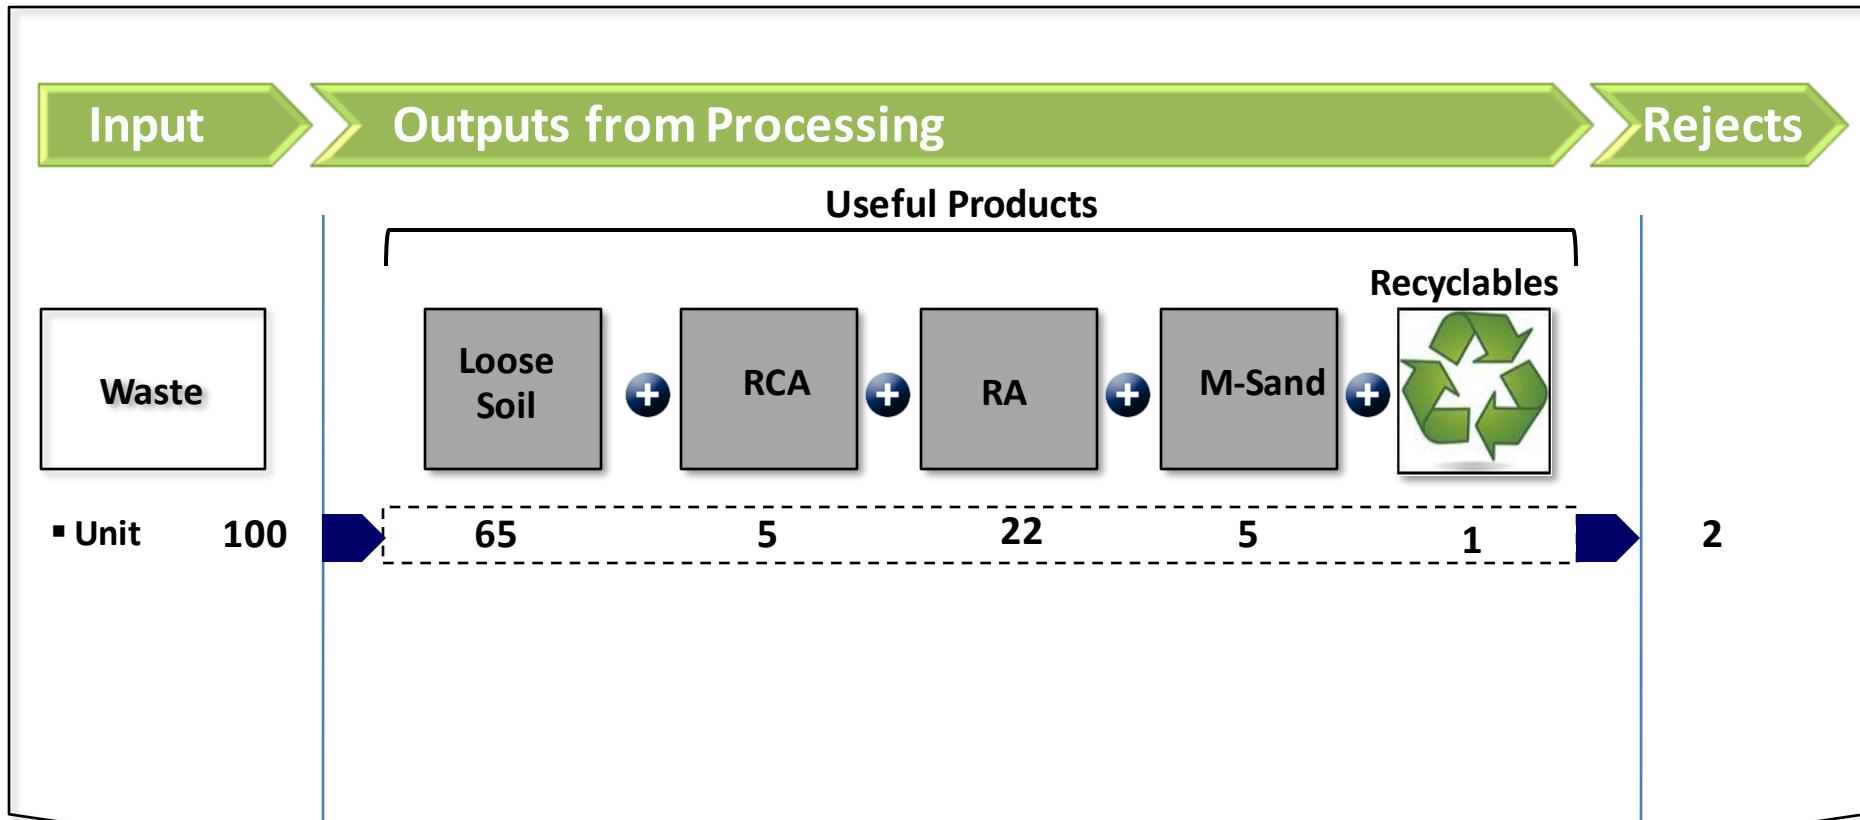 Input
Outputs from Processing
Rejects
Useful Products
Recyclables
Waste
Loose
Soil
RCA
RA
M-Sand
▪ Unit 100 65 5 22 5 1 2